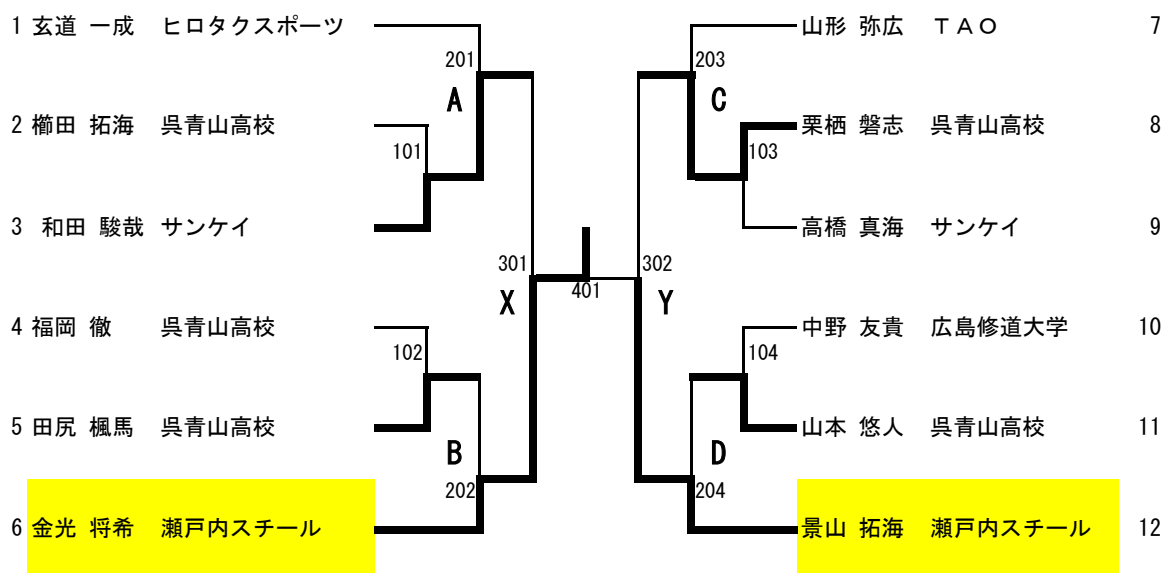 1 玄道 一成 ヒロタクスポーツ
山形 弥広 ＴＡＯ 7
201
203
A
C
2 櫛田 拓海 呉青山高校
栗栖 磐志 呉青山高校 8
101
103
3 和田 駿哉 サンケイ
高橋 真海 サンケイ 9
301
302
401
X
Y
4 福岡 徹 呉青山高校
中野 友貴 広島修道大学 10
102
104
5 田尻 楓馬 呉青山高校
山本 悠人 呉青山高校 11
B
D
202
204
6 金光 将希 瀬戸内スチール
景山 拓海 瀬戸内スチール 12